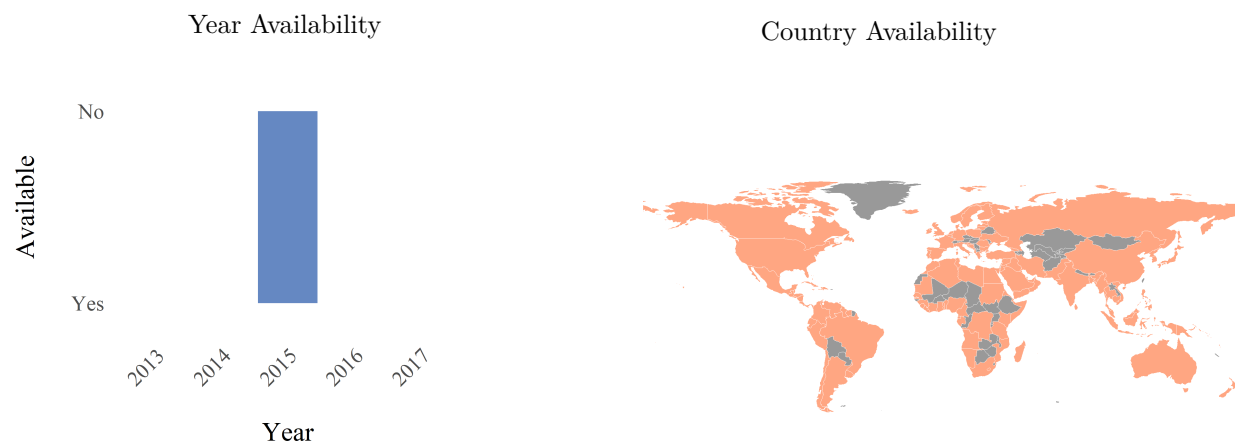 Year Availability
Country Availability
No
Available
Yes
2013
2014
2015
2016
2017
Year